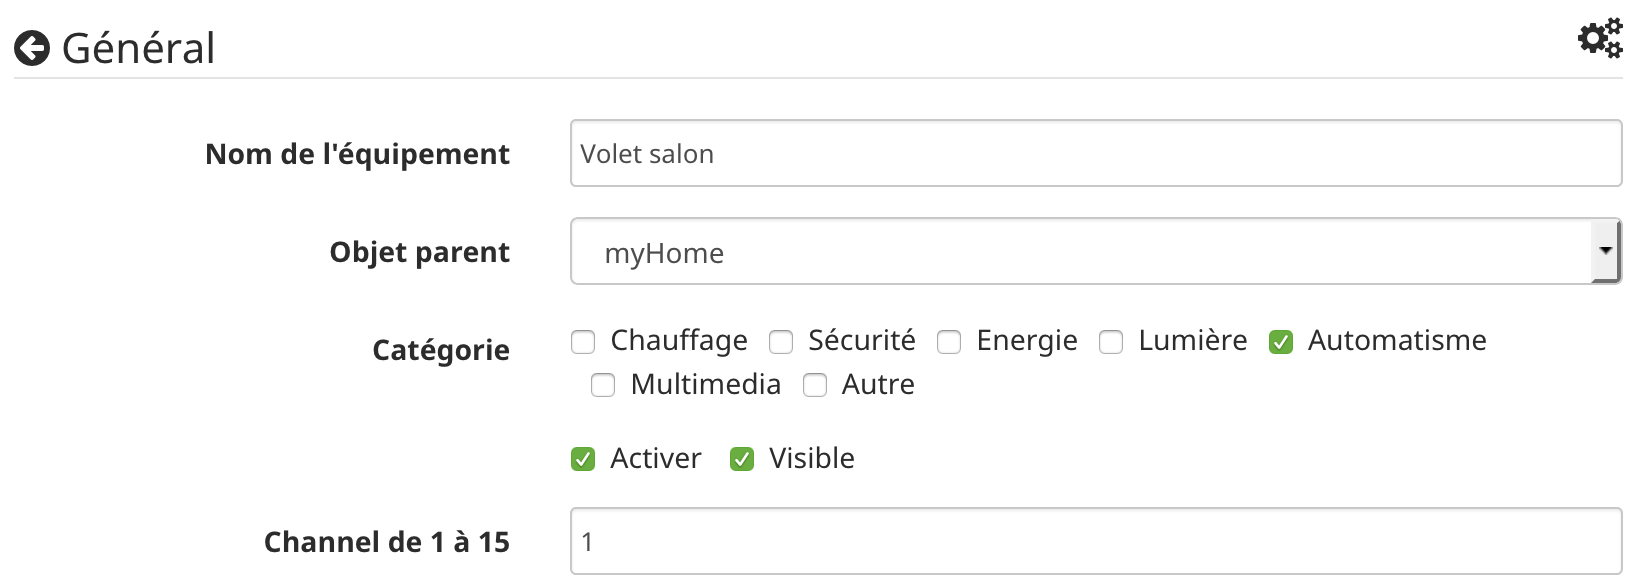 Général
Nom de l'équipement Volet salon
Objet parent myHome
Catégorie Chauffage Sécurité Energie Lumière Automatisme
Multimedia Autre
Activer Visible
Channel de 1 à 15 1